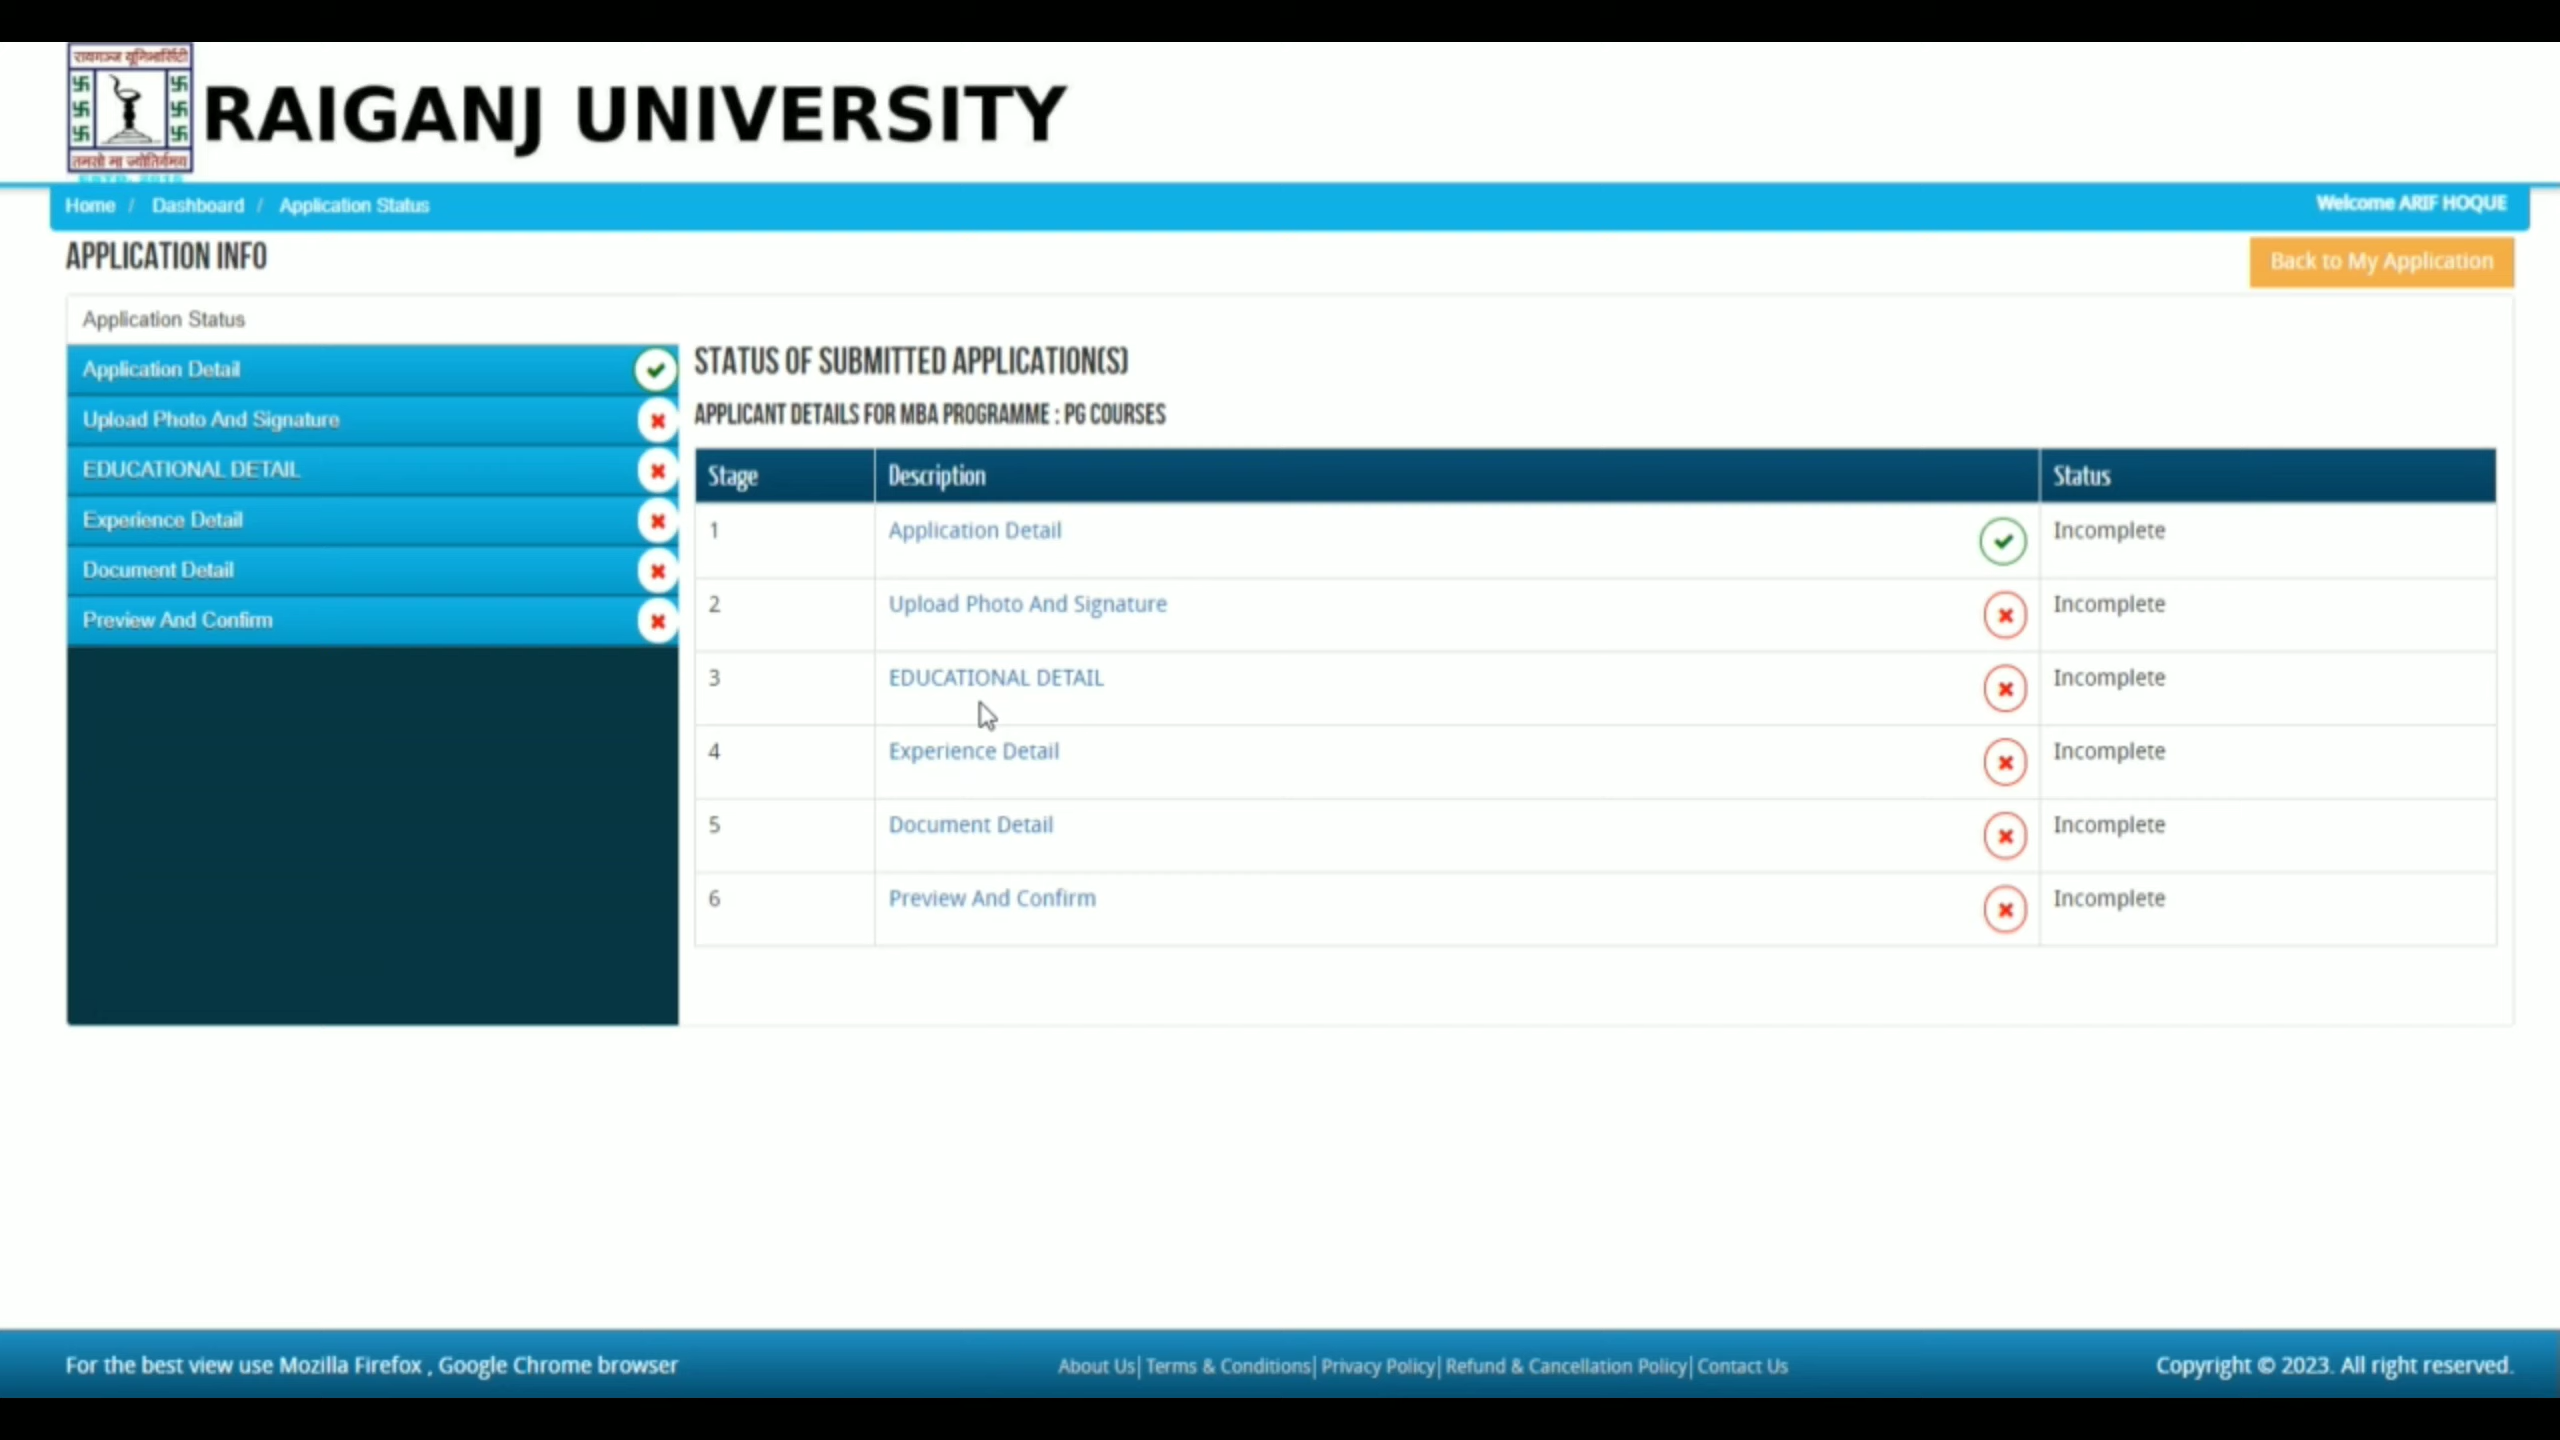 रायगञ्ज यूनिभार्सिटी
तमसो मा ज्योतिर्गमय
RAIGANJ UNIVERSITY
Home / Dashboard / Application Status
Welcome ARIF HOQUE
APPLICATION INFO
Back to My Application
Application Status
Application Detail
Upload Photo And Signature
EDUCATIONAL DETAIL
Experience Detail
Document Detail
Preview And Confirm
STATUS OF SUBMITTED APPLICATION(S)
APPLICANT DETAILS FOR MBA PROGRAMME : PG COURSES
Stage Description Status
1 Application Detail Incomplete
2 Upload Photo And Signature Incomplete
3 EDUCATIONAL DETAIL Incomplete
4 Experience Detail Incomplete
5 Document Detail Incomplete
6 Preview And Confirm Incomplete
For the best view use Mozilla Firefox , Google Chrome browser
About Us| Terms & Conditions| Privacy Policy| Refund & Cancellation Policy| Contact Us
Copyright © 2023. All right reserved.